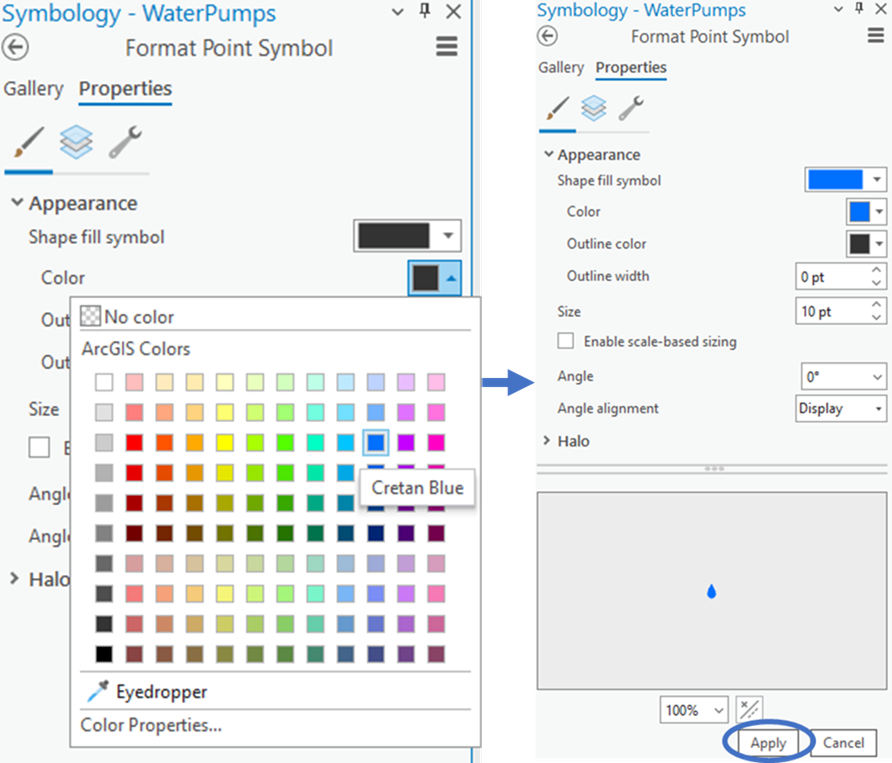 Symbology - WaterPumps
Format Point Symbol
Gallery Properties
Appearance
Shape fill symbol
Color
No color
ArcGIS Colors
Out
Out
Size
E
Cretan Blue
Angle
Angle
Halo
Eyedropper
Color Properties...
Symbology - WaterPumps
Format Point Symbol
Gallery Properties
Appearance
Shape fill symbol
Color
Outline color
Outline width 0 pt
Size 10 pt
Enable scale-based sizing
Angle 0°
Angle alignment Display
Halo
100%
Apply Cancel